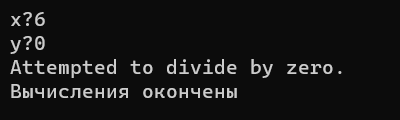 x?6
y?0
Attempted to divide by zero.
Вычисления окончены